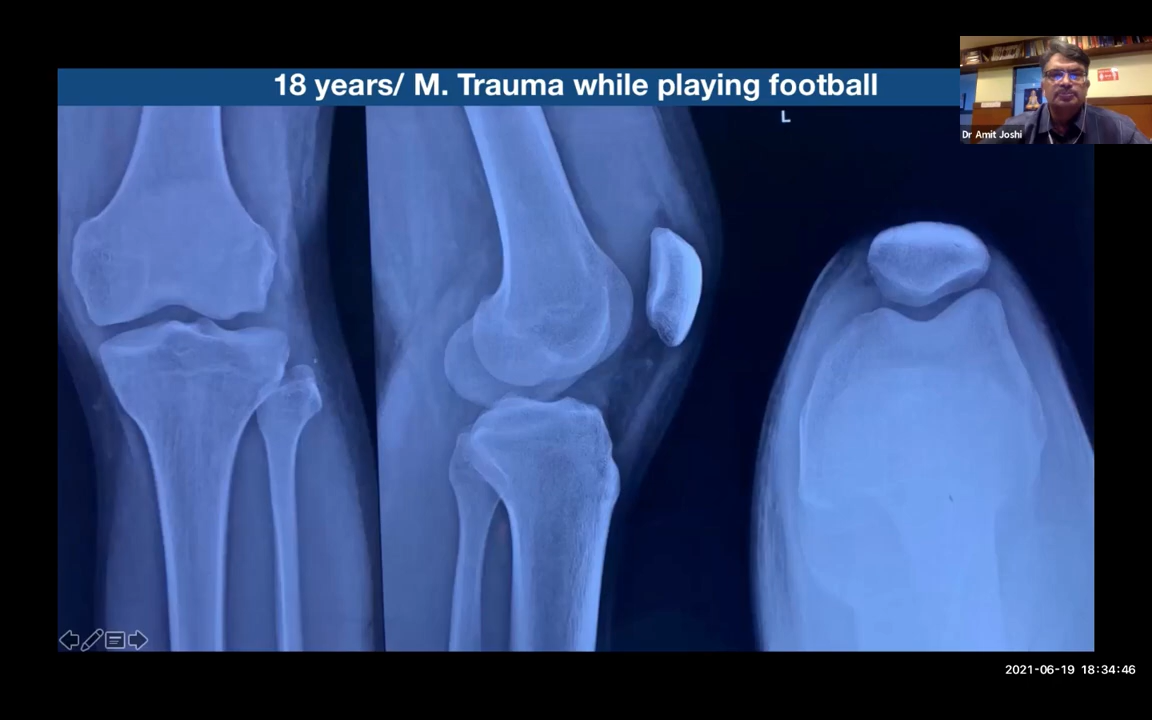 18 years/ M. Trauma while playing football
L
Dr Amit Joshi
2021-06-19 18:34:46